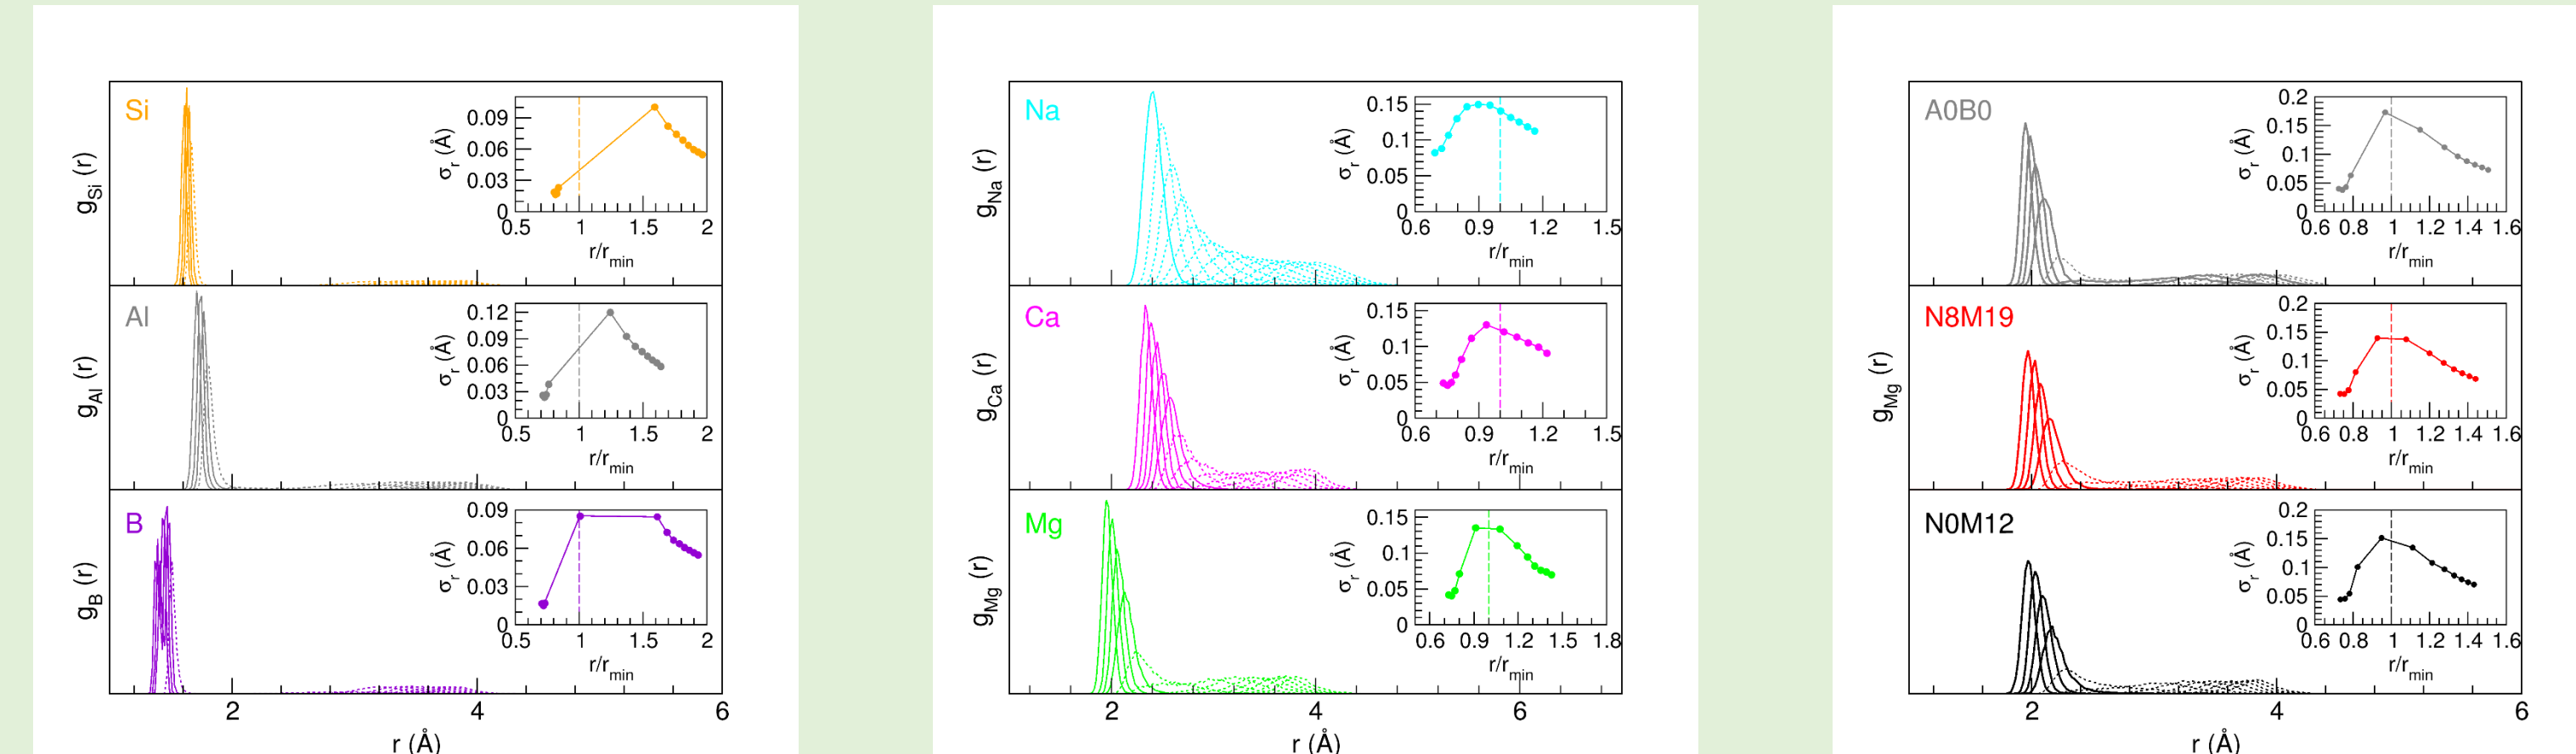 Si
g_Si (r)
σ_r (Å)
0.09
0.06
0.03
0
0.5 1 1.5 2
r/r_min
Al
g_Al (r)
σ_r (Å)
0.12
0.09
0.06
0.03
0
0.5 1 1.5 2
r/r_min
B
g_B (r)
σ_r (Å)
0.09
0.06
0.03
0
0.5 1 1.5 2
r/r_min
2 4 6
r (Å)
Na
g_Na (r)
σ_r (Å)
0.15
0.1
0.05
0
0.6 0.9 1.2 1.5
r/r_min
Ca
g_Ca (r)
σ_r (Å)
0.15
0.1
0.05
0
0.6 0.9 1.2 1.5
r/r_min
Mg
g_Mg (r)
σ_r (Å)
0.15
0.1
0.05
0
0.6 0.9 1.2 1.5 1.8
r/r_min
2 4 6
r (Å)
A0B0
σ_r (Å)
0.2
0.15
0.1
0.05
0
0.6 0.8 1 1.2 1.4 1.6
r/r_min
N8M19
g_Mg (r)
σ_r (Å)
0.2
0.15
0.1
0.05
0
0.6 0.8 1 1.2 1.4 1.6
r/r_min
N0M12
σ_r (Å)
0.2
0.15
0.1
0.05
0
0.6 0.8 1 1.2 1.4 1.6
r/r_min
2 4 6
r (Å)